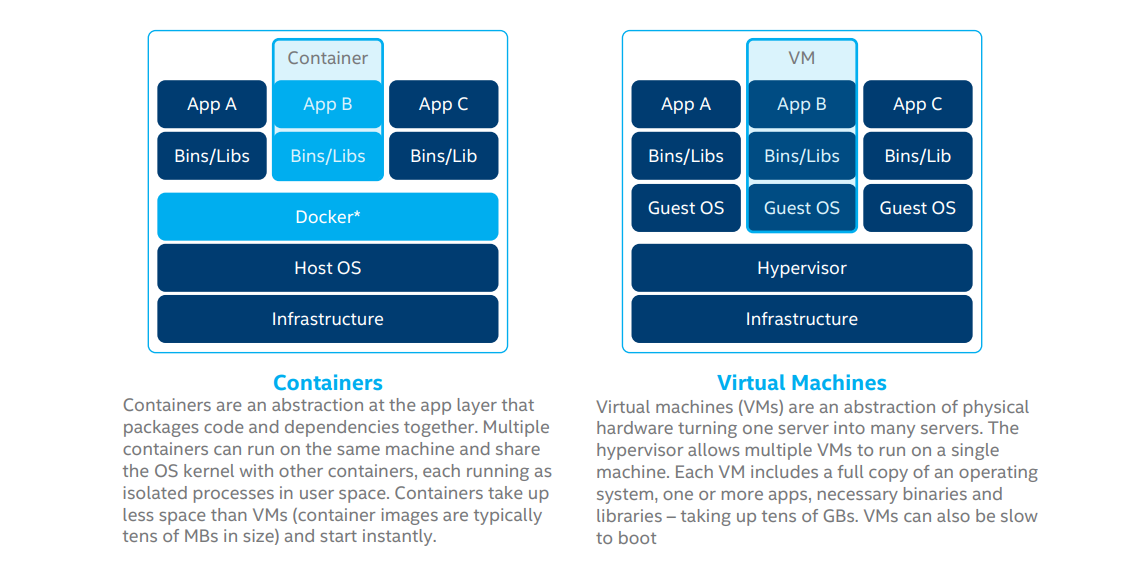 Container
App A
App B
App C
Bins/Libs
Bins/Libs
Bins/Lib
Docker*
Host OS
Infrastructure
Containers
Containers are an abstraction at the app layer that
packages code and dependencies together. Multiple
containers can run on the same machine and share
the OS kernel with other containers, each running as
isolated processes in user space. Containers take up
less space than VMs (container images are typically
tens of MBs in size) and start instantly.
VM
App A
App B
App C
Bins/Libs
Bins/Libs
Bins/Lib
Guest OS
Guest OS
Guest OS
Hypervisor
Infrastructure
Virtual Machines
Virtual machines (VMs) are an abstraction of physical
hardware turning one server into many servers. The
hypervisor allows multiple VMs to run on a single
machine. Each VM includes a full copy of an operating
system, one or more apps, necessary binaries and
libraries – taking up tens of GBs. VMs can also be slow
to boot